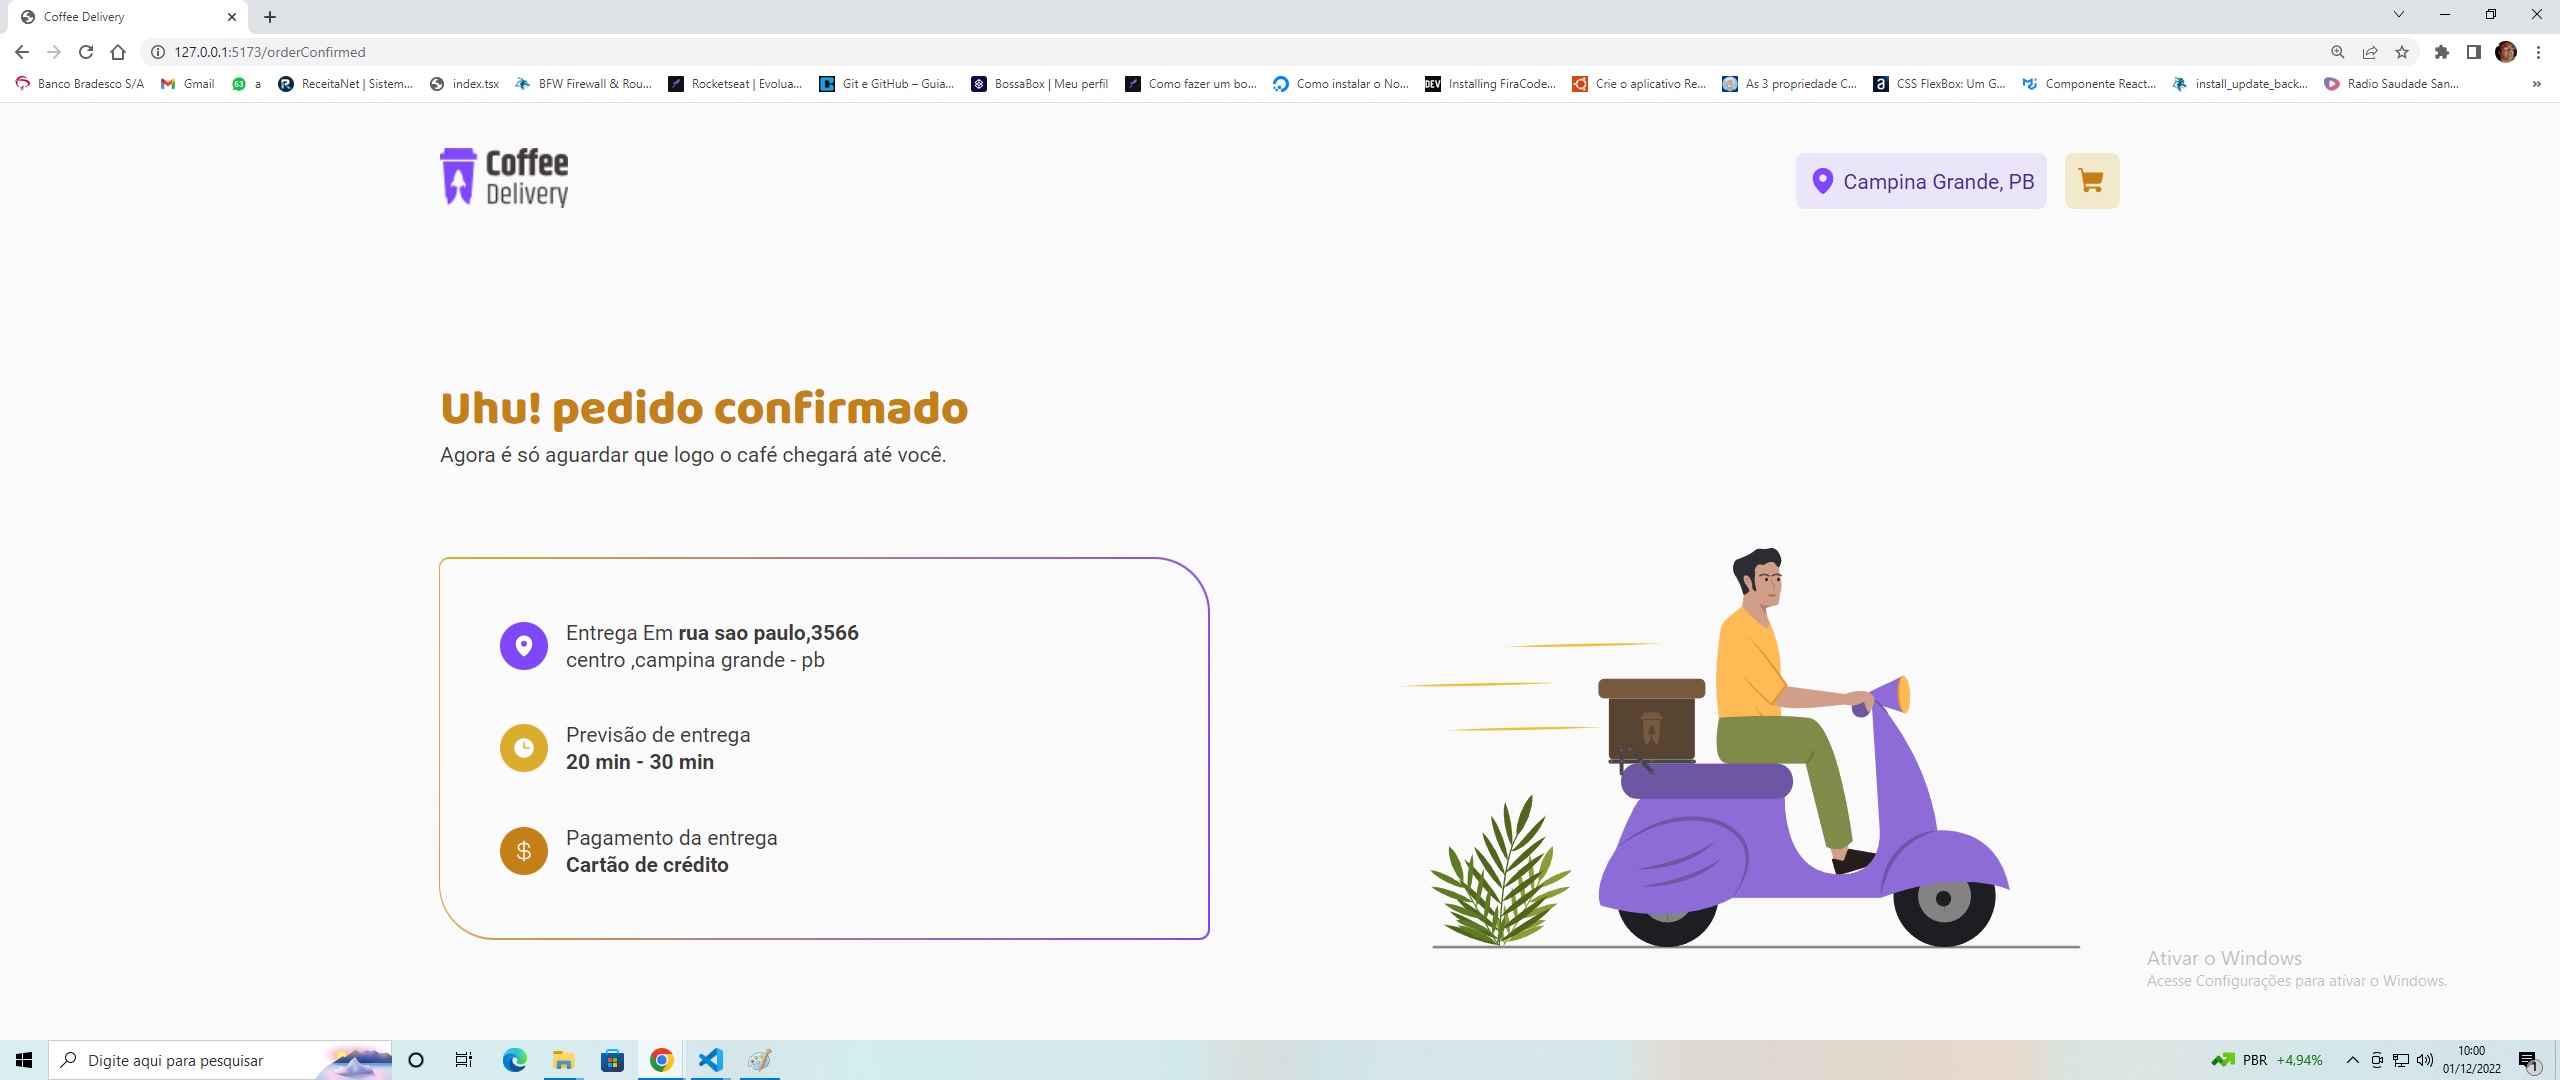 Coffee Delivery
127.0.0.1:5173/orderConfirmed
Banco Bradesco S/A
Gmail
63
a
ReceitaNet | Sistem...
index.tsx
BFW Firewall & Rou...
Rocketseat | Evolua...
Git e GitHub – Guia...
BossaBox | Meu perfil
Como fazer um bo...
Como instalar o No...
DEV
Installing FiraCode...
Crie o aplicativo Re...
As 3 propriedade C...
a
CSS FlexBox: Um G...
Componente React...
install_update_back...
Radio Saudade San...
»
Coffee
Delivery
Campina Grande, PB
Uhu! pedido confirmado
Agora é só aguardar que logo o café chegará até você.
Entrega Em rua sao paulo,3566
centro ,campina grande - pb
Previsão de entrega
20 min - 30 min
$
Pagamento da entrega
Cartão de crédito
Ativar o Windows
Acesse Configurações para ativar o Windows.
Digite aqui para pesquisar
PBR +4,94%
10:00
01/12/2022
1